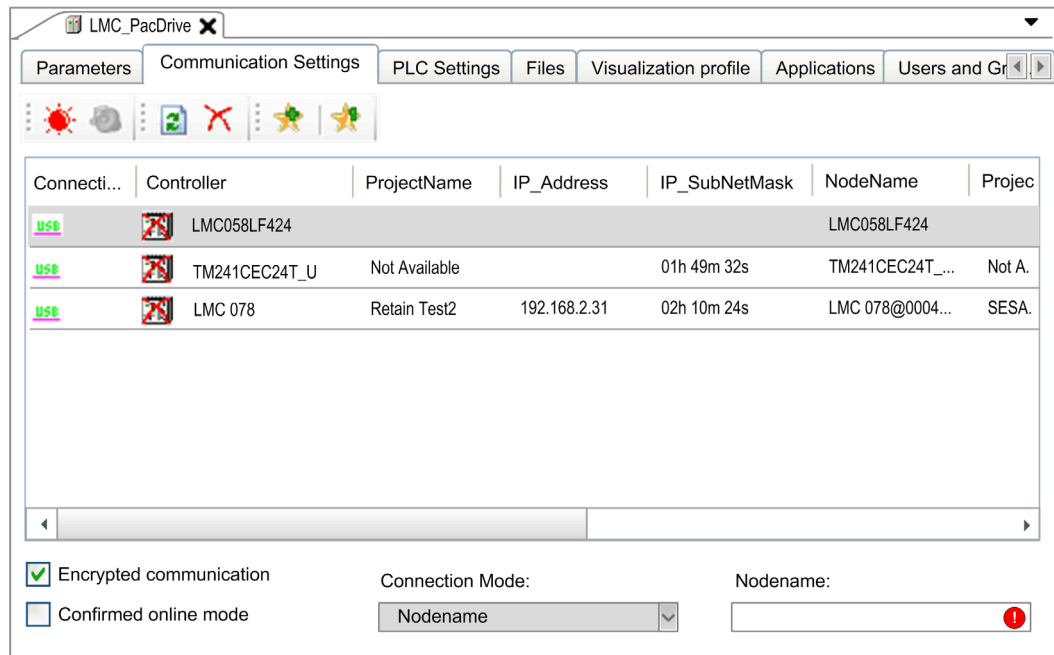 LMC_PacDrive
Parameters Communication Settings PLC Settings Files Visualization profile Applications Users and Gr
Connecti... Controller ProjectName IP_Address IP_SubNetMask NodeName Projec
USB LMC058LF424 LMC058LF424
USB TM241CEC24T_U Not Available 01h 49m 32s TM241CEC24T_... Not A.
USB LMC 078 Retain Test2 192.168.2.31 02h 10m 24s LMC 078@0004... SESA.
Encrypted communication
Connection Mode: Nodename:
Confirmed online mode Nodename